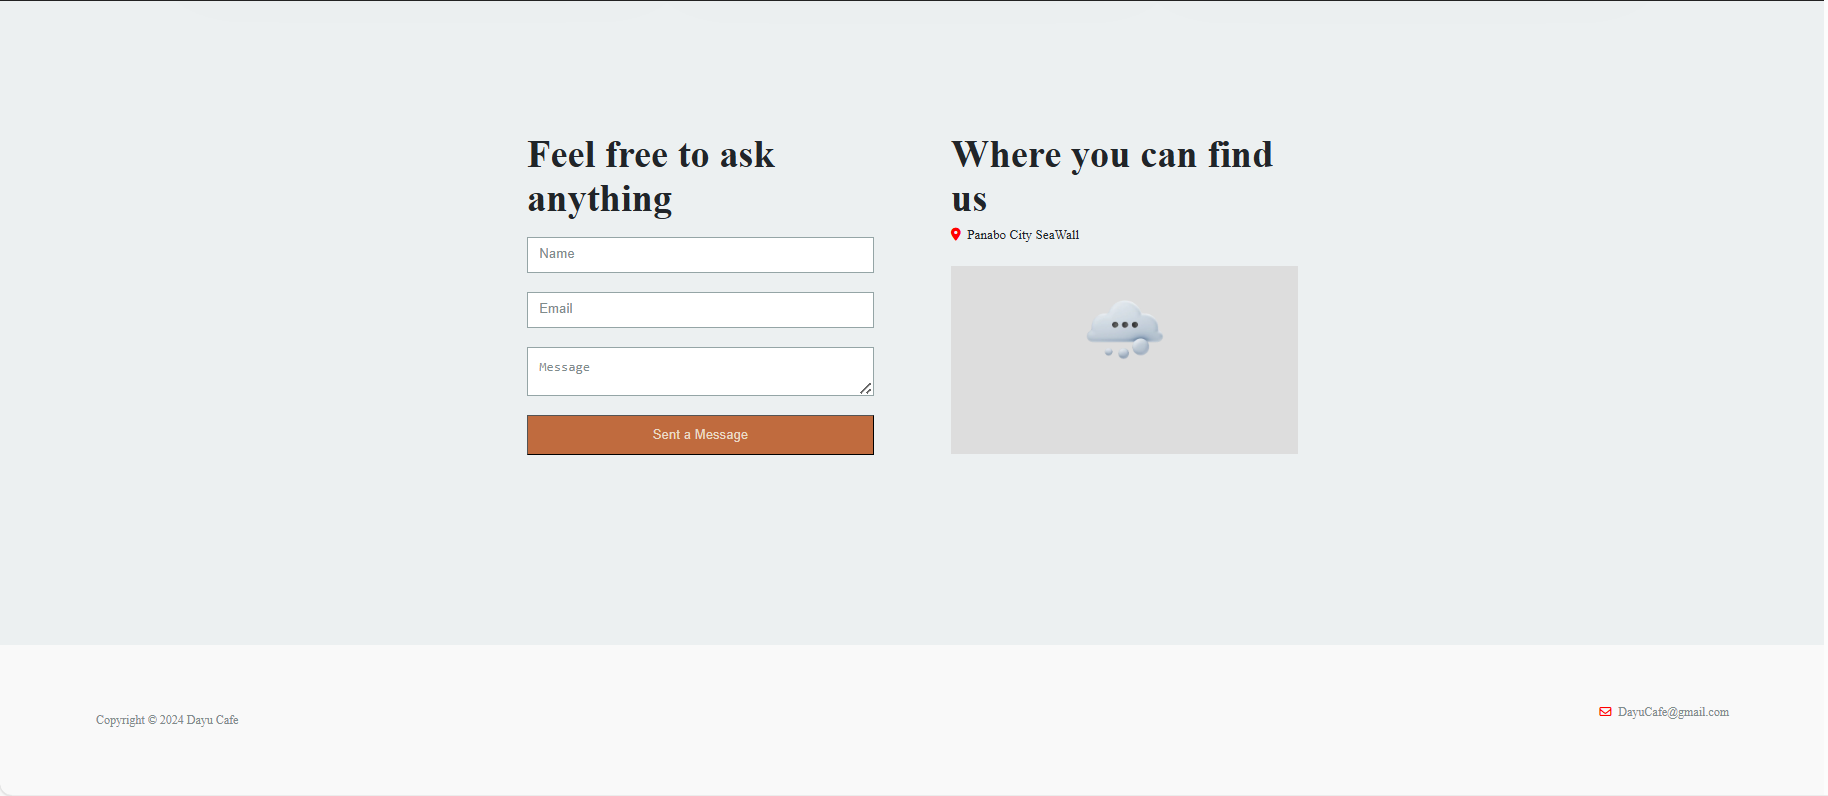 Feel free to ask
anything
Name
Email
Message
Sent a Message
Where you can find
us
Panabo City SeaWall
Copyright © 2024 Dayu Cafe
DayuCafe@gmail.com